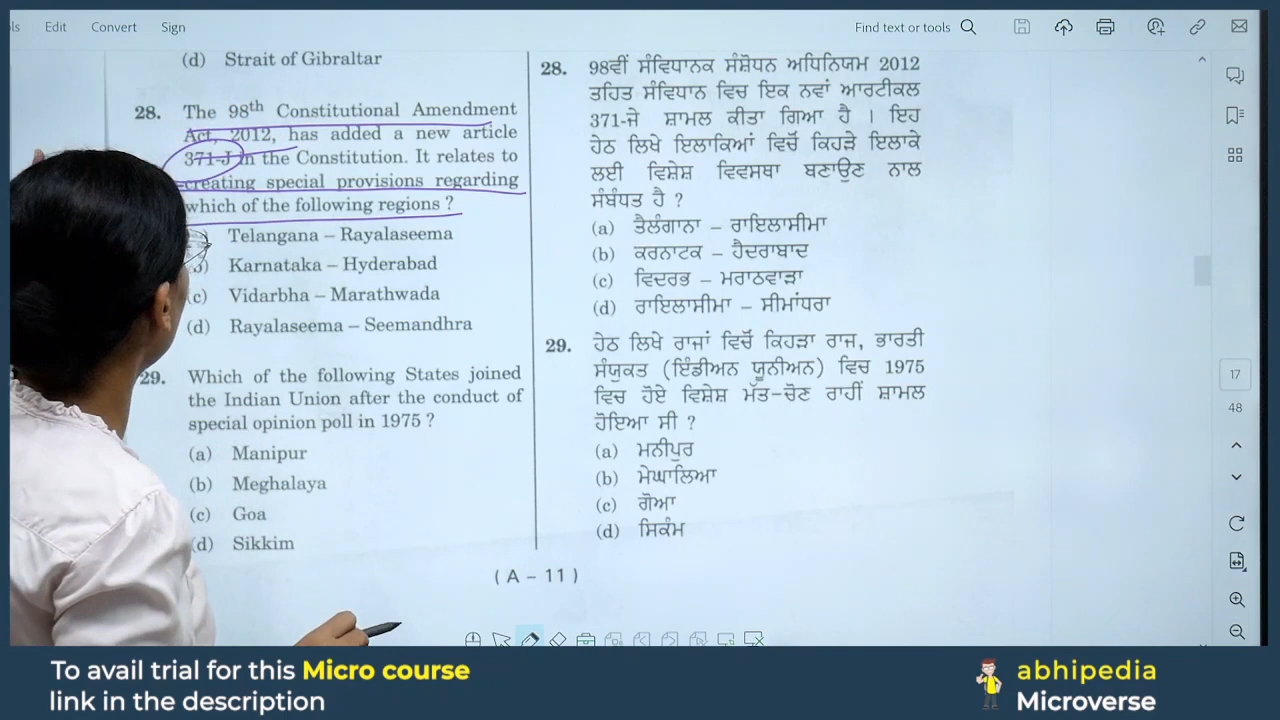 Edit Convert Sign Find text or tools
(d) Strait of Gibraltar
28. The 98th Constitutional Amendment
Act, 2012, has added a new article
371-J in the Constitution. It relates to
creating special provisions regarding
which of the following regions ?
Telangana – Rayalaseema
Karnataka – Hyderabad
(c) Vidarbha – Marathwada
(d) Rayalaseema – Seemandhra
29. Which of the following States joined
the Indian Union after the conduct of
special opinion poll in 1975 ?
(a) Manipur
(b) Meghalaya
(c) Goa
(d) Sikkim
28. 98ਵੀਂ ਸੰਵਿਧਾਨਕ ਸੰਸ਼ੋਧਨ ਅਧਿਨਿਯਮ 2012
ਤਹਿਤ ਸੰਵਿਧਾਨ ਵਿਚ ਇਕ ਨਵਾਂ ਆਰਟੀਕਲ
371-ਜੇ ਸ਼ਾਮਲ ਕੀਤਾ ਗਿਆ ਹੈ । ਇਹ
ਹੇਠ ਲਿਖੇ ਇਲਾਕਿਆਂ ਵਿਚੋਂ ਕਿਹੜੇ ਇਲਾਕੇ
ਲਈ ਵਿਸ਼ੇਸ਼ ਵਿਵਸਥਾ ਬਣਾਉਣ ਨਾਲ
ਸੰਬੰਧਤ ਹੈ ?
(a) ਤੈਲੰਗਾਨਾ – ਰਾਇਲਾਸੀਮਾ
(b) ਕਰਨਾਟਕ – ਹੈਦਰਾਬਾਦ
(c) ਵਿਦਰਭ – ਮਰਾਠਵਾੜਾ
(d) ਰਾਇਲਾਸੀਮਾ – ਸੀਮਾਂਧਰਾ
29. ਹੇਠ ਲਿਖੇ ਰਾਜਾਂ ਵਿਚੋਂ ਕਿਹੜਾ ਰਾਜ, ਭਾਰਤੀ
ਸੰਯੁਕਤ (ਇੰਡੀਅਨ ਯੂਨੀਅਨ) ਵਿਚ 1975
ਵਿਚ ਹੋਏ ਵਿਸ਼ੇਸ਼ ਮੱਤ-ਚੋਣ ਰਾਹੀਂ ਸ਼ਾਮਲ
ਹੋਇਆ ਸੀ ?
(a) ਮਨੀਪੁਰ
(b) ਮੇਘਾਲਿਆ
(c) ਗੋਆ
(d) ਸਿਕੰਮ
( A – 11 )
17
48
To avail trial for this Micro course
link in the description
abhipedia
Microverse